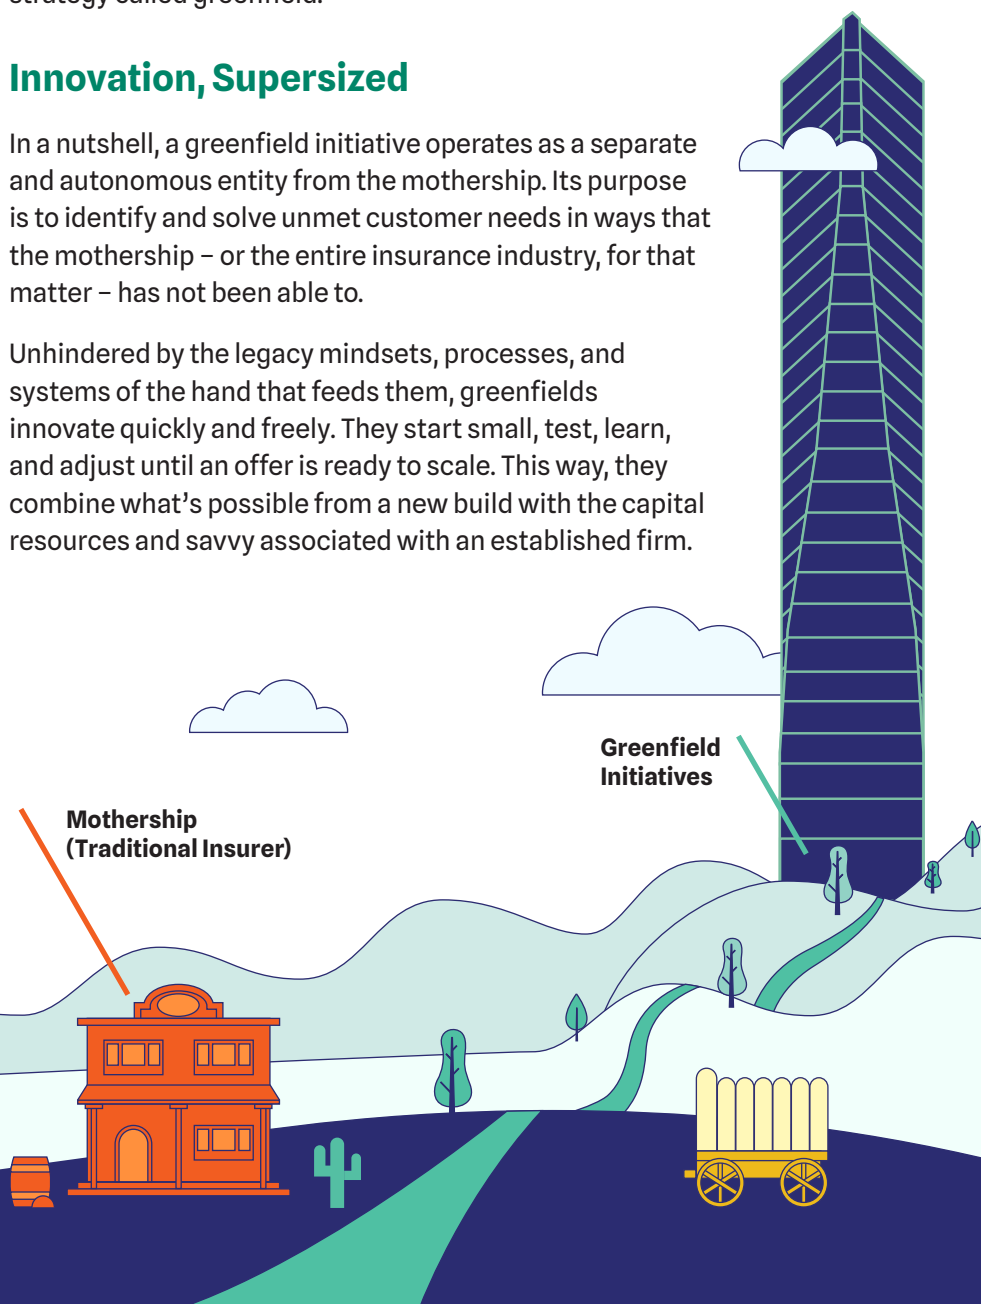 strategy called greenfield.
Innovation, Supersized
In a nutshell, a greenfield initiative operates as a separate
and autonomous entity from the mothership. Its purpose
is to identify and solve unmet customer needs in ways that
the mothership – or the entire insurance industry, for that
matter – has not been able to.
Unhindered by the legacy mindsets, processes, and
systems of the hand that feeds them, greenfields
innovate quickly and freely. They start small, test, learn,
and adjust until an offer is ready to scale. This way, they
combine what’s possible from a new build with the capital
resources and savvy associated with an established firm.
Greenfield
Initiatives
Mothership
(Traditional Insurer)